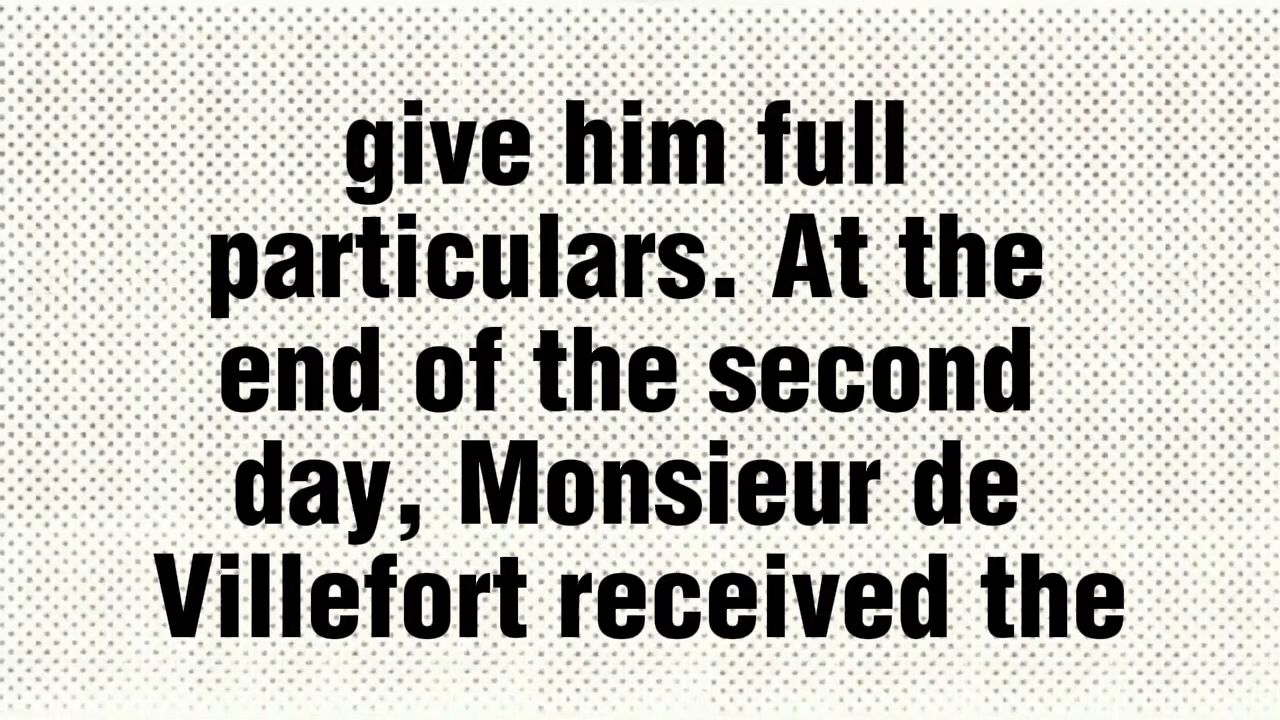 give him full
particulars. At the
end of the second
day, Monsieur de
Villefort received the